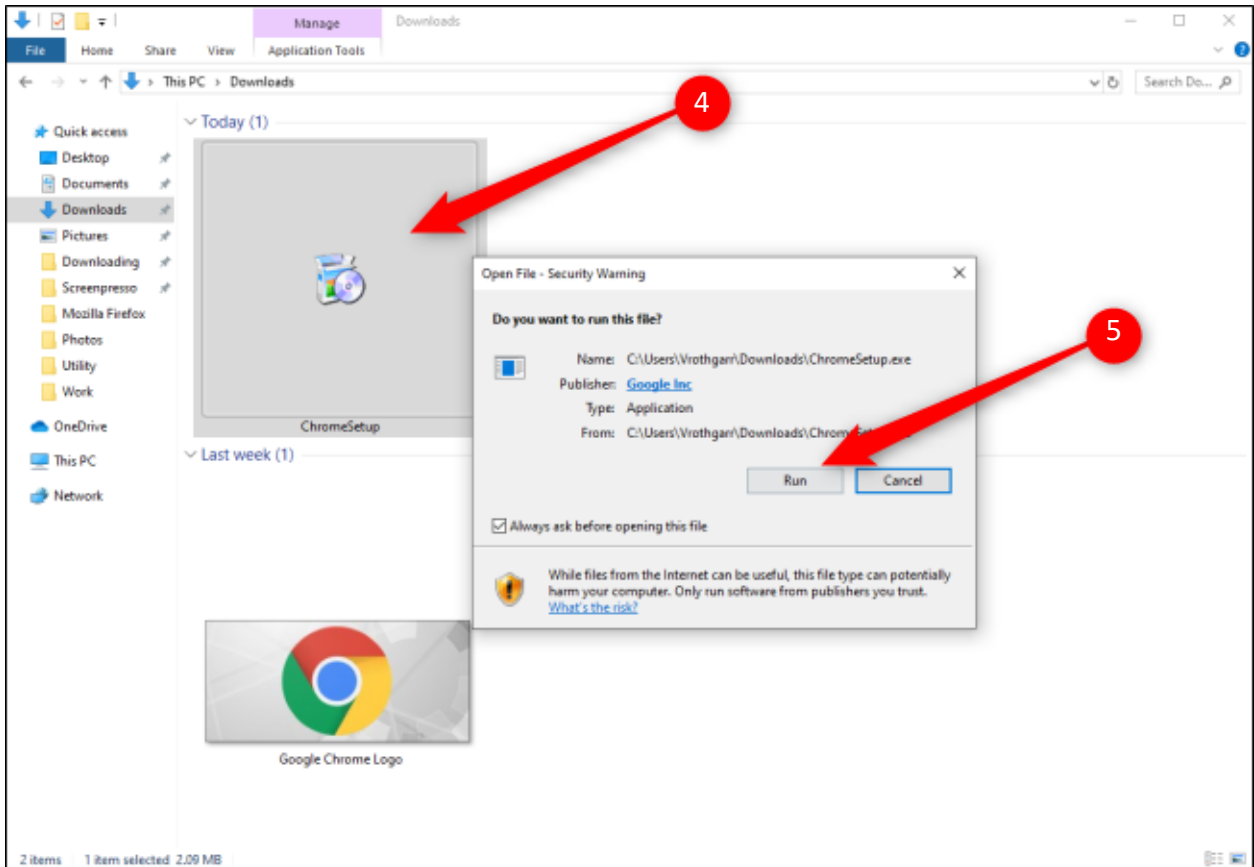 Manage
Downloads
File
Home
Share
View
Application Tools
This PC
Downloads
Search Do...
4
Quick access
Desktop
Documents
Downloads
Pictures
Downloading
Screenpresso
Mozilla Firefox
Photos
Utility
Work
OneDrive
This PC
Network
Today (1)
ChromeSetup
Last week (1)
Google Chrome Logo
Open File - Security Warning
5
Do you want to run this file?
Name: C:\Users\Vrothgarr\Downloads\ChromeSetup.exe
Publisher: Google Inc
Type: Application
From: C:\Users\Vrothgarr\Downloads\
Run
Cancel
Always ask before opening this file
While files from the Internet can be useful, this file type can potentially
harm your computer. Only run software from publishers you trust.
What's the risk?
2 items
1 item selected 2.09 MB